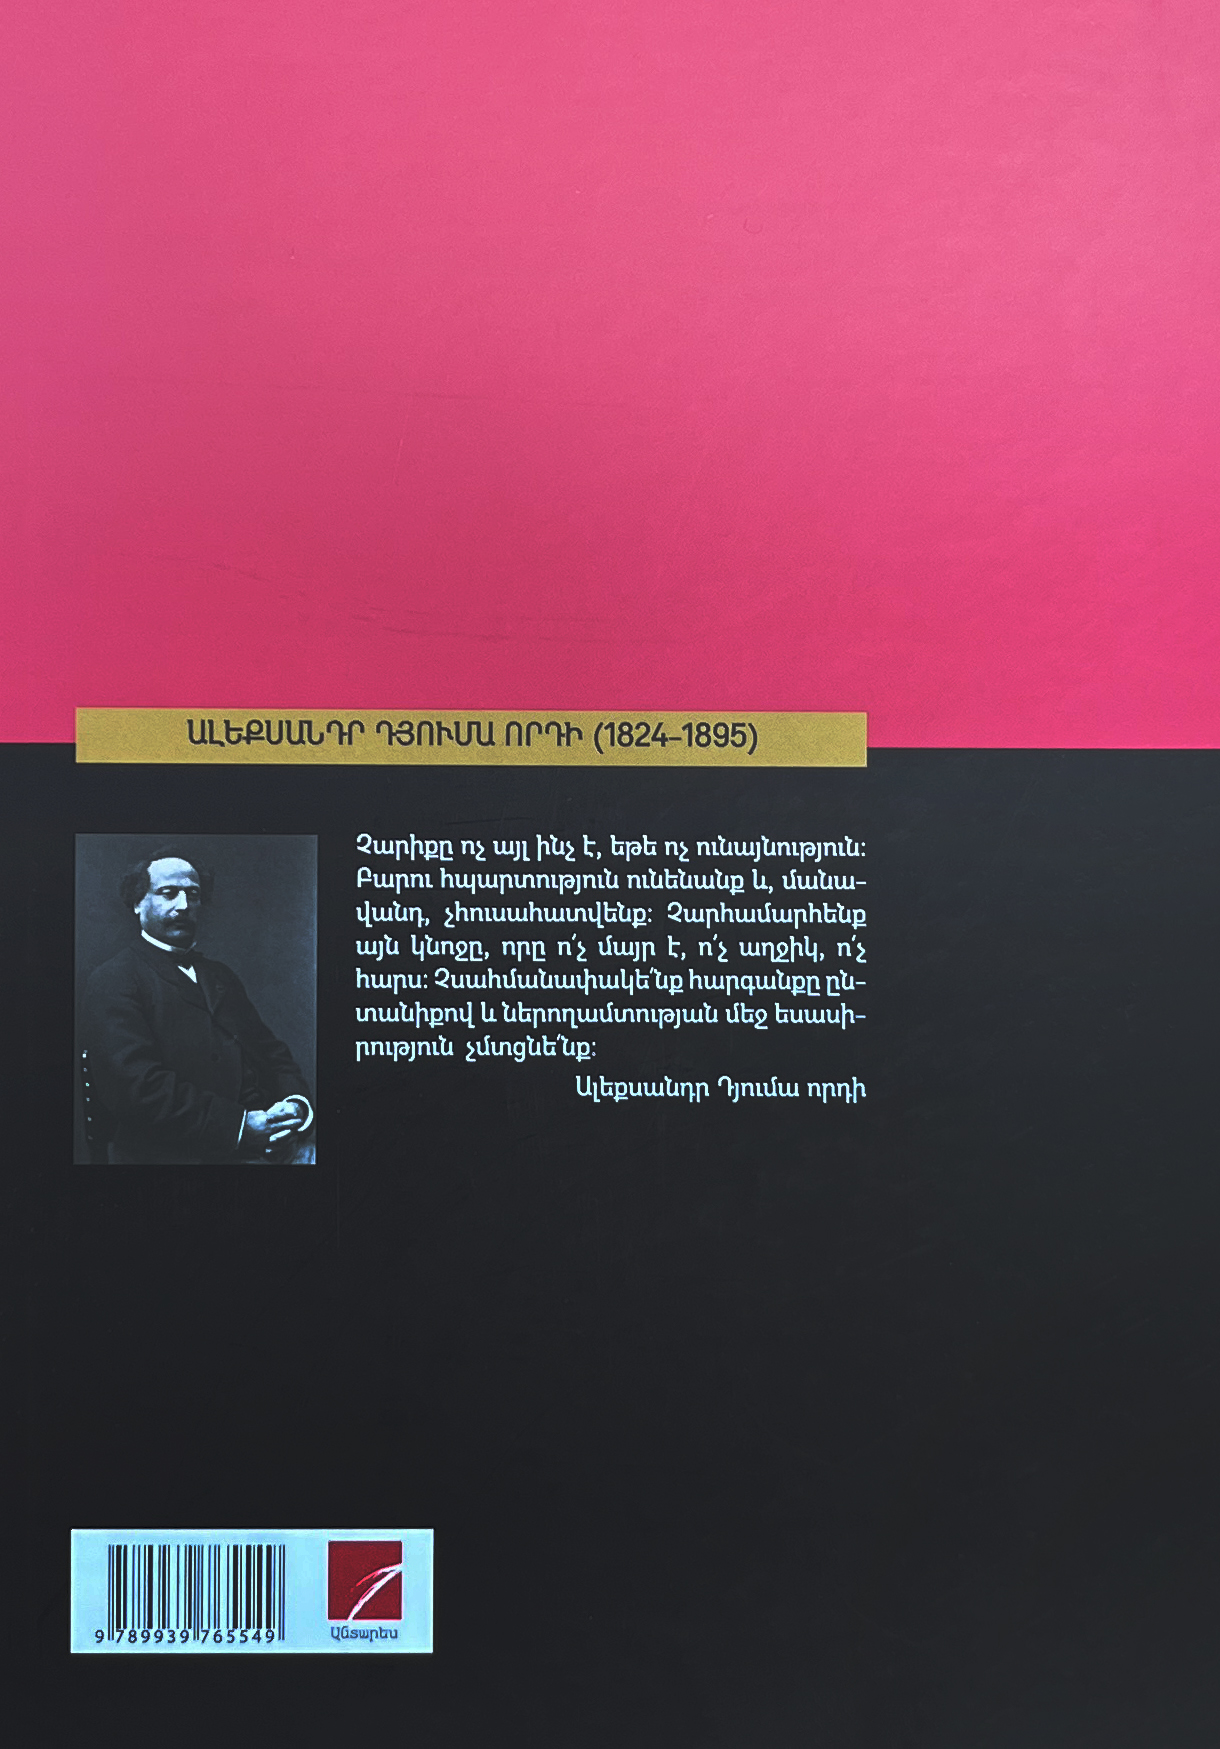 ԱԼԵՔՍԱՆԴՐ ԴՅՈՒՄԱ ՈՐԴԻ (1824–1895)
Չարիքը ոչ այլ ինչ է, եթե ոչ ունայնություն։
Բարու հպարտություն ունենանք և, մանա-
վանդ, չհուսահատվենք։ Չարհամարհենք
այն կնոջը, որը ո՛չ մայր է, ո՛չ աղջիկ, ո՛չ
հարս։ Չսահմանափակե՛նք հարգանքը ըն-
տանիքով և ներողամտության մեջ եսասի-
րություն չմտցնե՛նք։
Ալեքսանդր Դյումա որդի
9 789939 765549
Անտարես